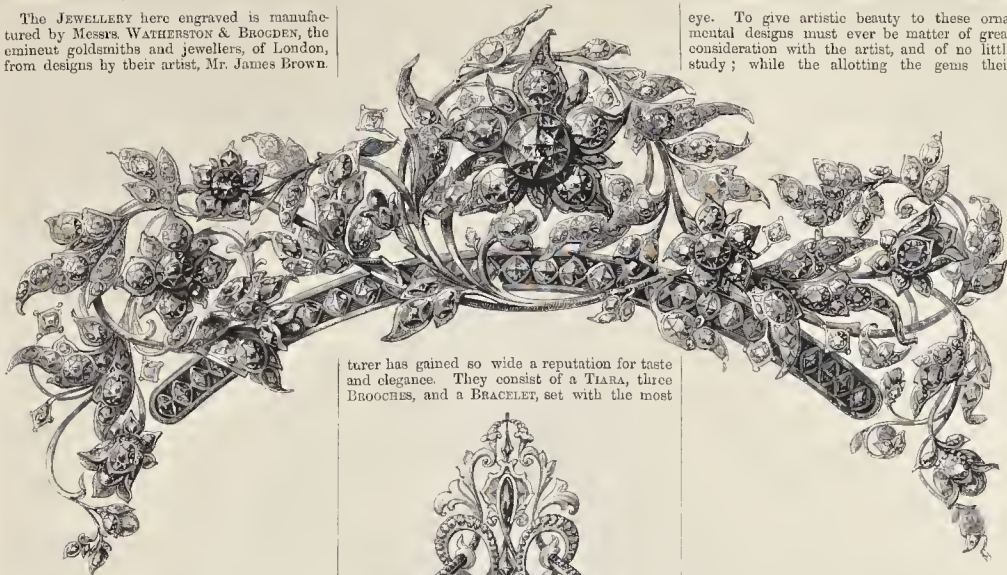 The JEWELLERY here engraved is manufac-
tured by Messrs. WATHERSTON & BROGDEN, the
eminent goldsmiths and jewellers, of London,
from designs by their artist, Mr. James Brown.
turer has gained so wide a reputation for taste
and elegance. They consist of a TIARA, three
BROOCHES, and a BRACELET, set with the most
eye. To give artistic beauty to these orna
mental designs must ever be matter of grea
consideration with the artist, and of no littl
study; while the allotting the gems thei